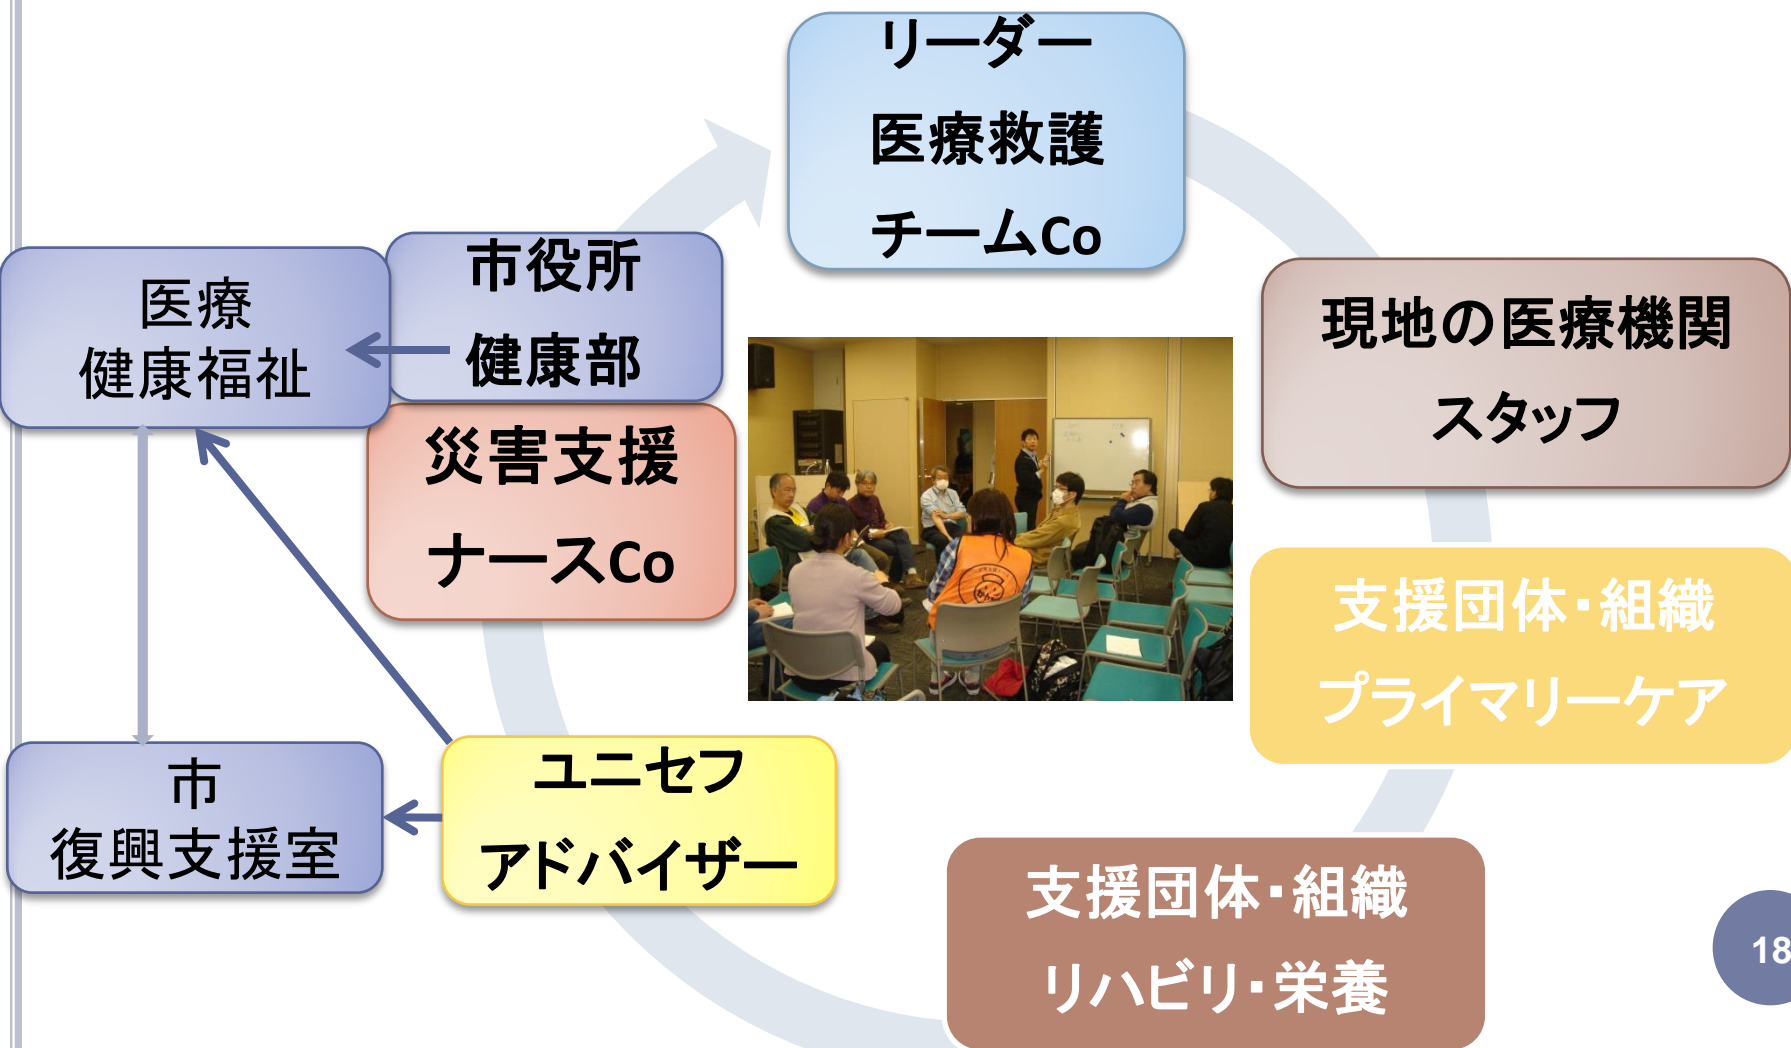 リーダー
医療救護
チームCo
市役所
健康部
医療
健康福祉
現地の医療機関
スタッフ
災害支援
ナースCo
支援団体・組織
プライマリーケア
ユニセフ
アドバイザー
市
復興支援室
支援団体・組織
リハビリ・栄養
18